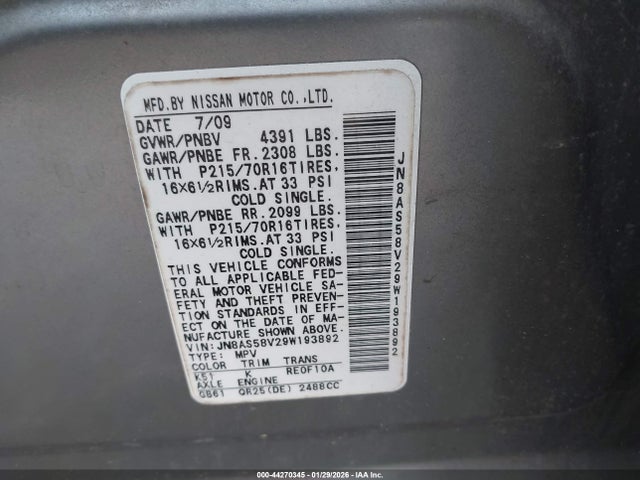 MFD.BY NISSAN MOTOR CO.,LTD.
DATE 7/09
GVWR/PNBV 4391 LBS.
GAWR/PNBE FR.2308 LBS.
WITH P215/70R16TIRES,
16X6½RIMS.AT 33 PSI
COLD SINGLE.
GAWR/PNBE RR.2099 LBS.
WITH P215/70R16TIRES,
16X6½RIMS.AT 33 PSI
COLD SINGLE.
THIS VEHICLE CONFORMS
TO ALL APPLICABLE FED-
ERAL MOTOR VEHICLE SA-
FETY AND THEFT PREVEN-
TION STANDARDS IN EFF-
ECT ON THE DATE OF MA-
NUFACTURE SHOWN ABOVE.
VIN:JN8AS58V29W193892
TYPE: MPV
COLOR TRIM TRANS
K51 K RE0F10A
AXLE ENGINE
GB61 QR25(DE) 2488CC
JN8AS58V29W193892
000-44270345 - 01/29/2026 - IAA Inc.